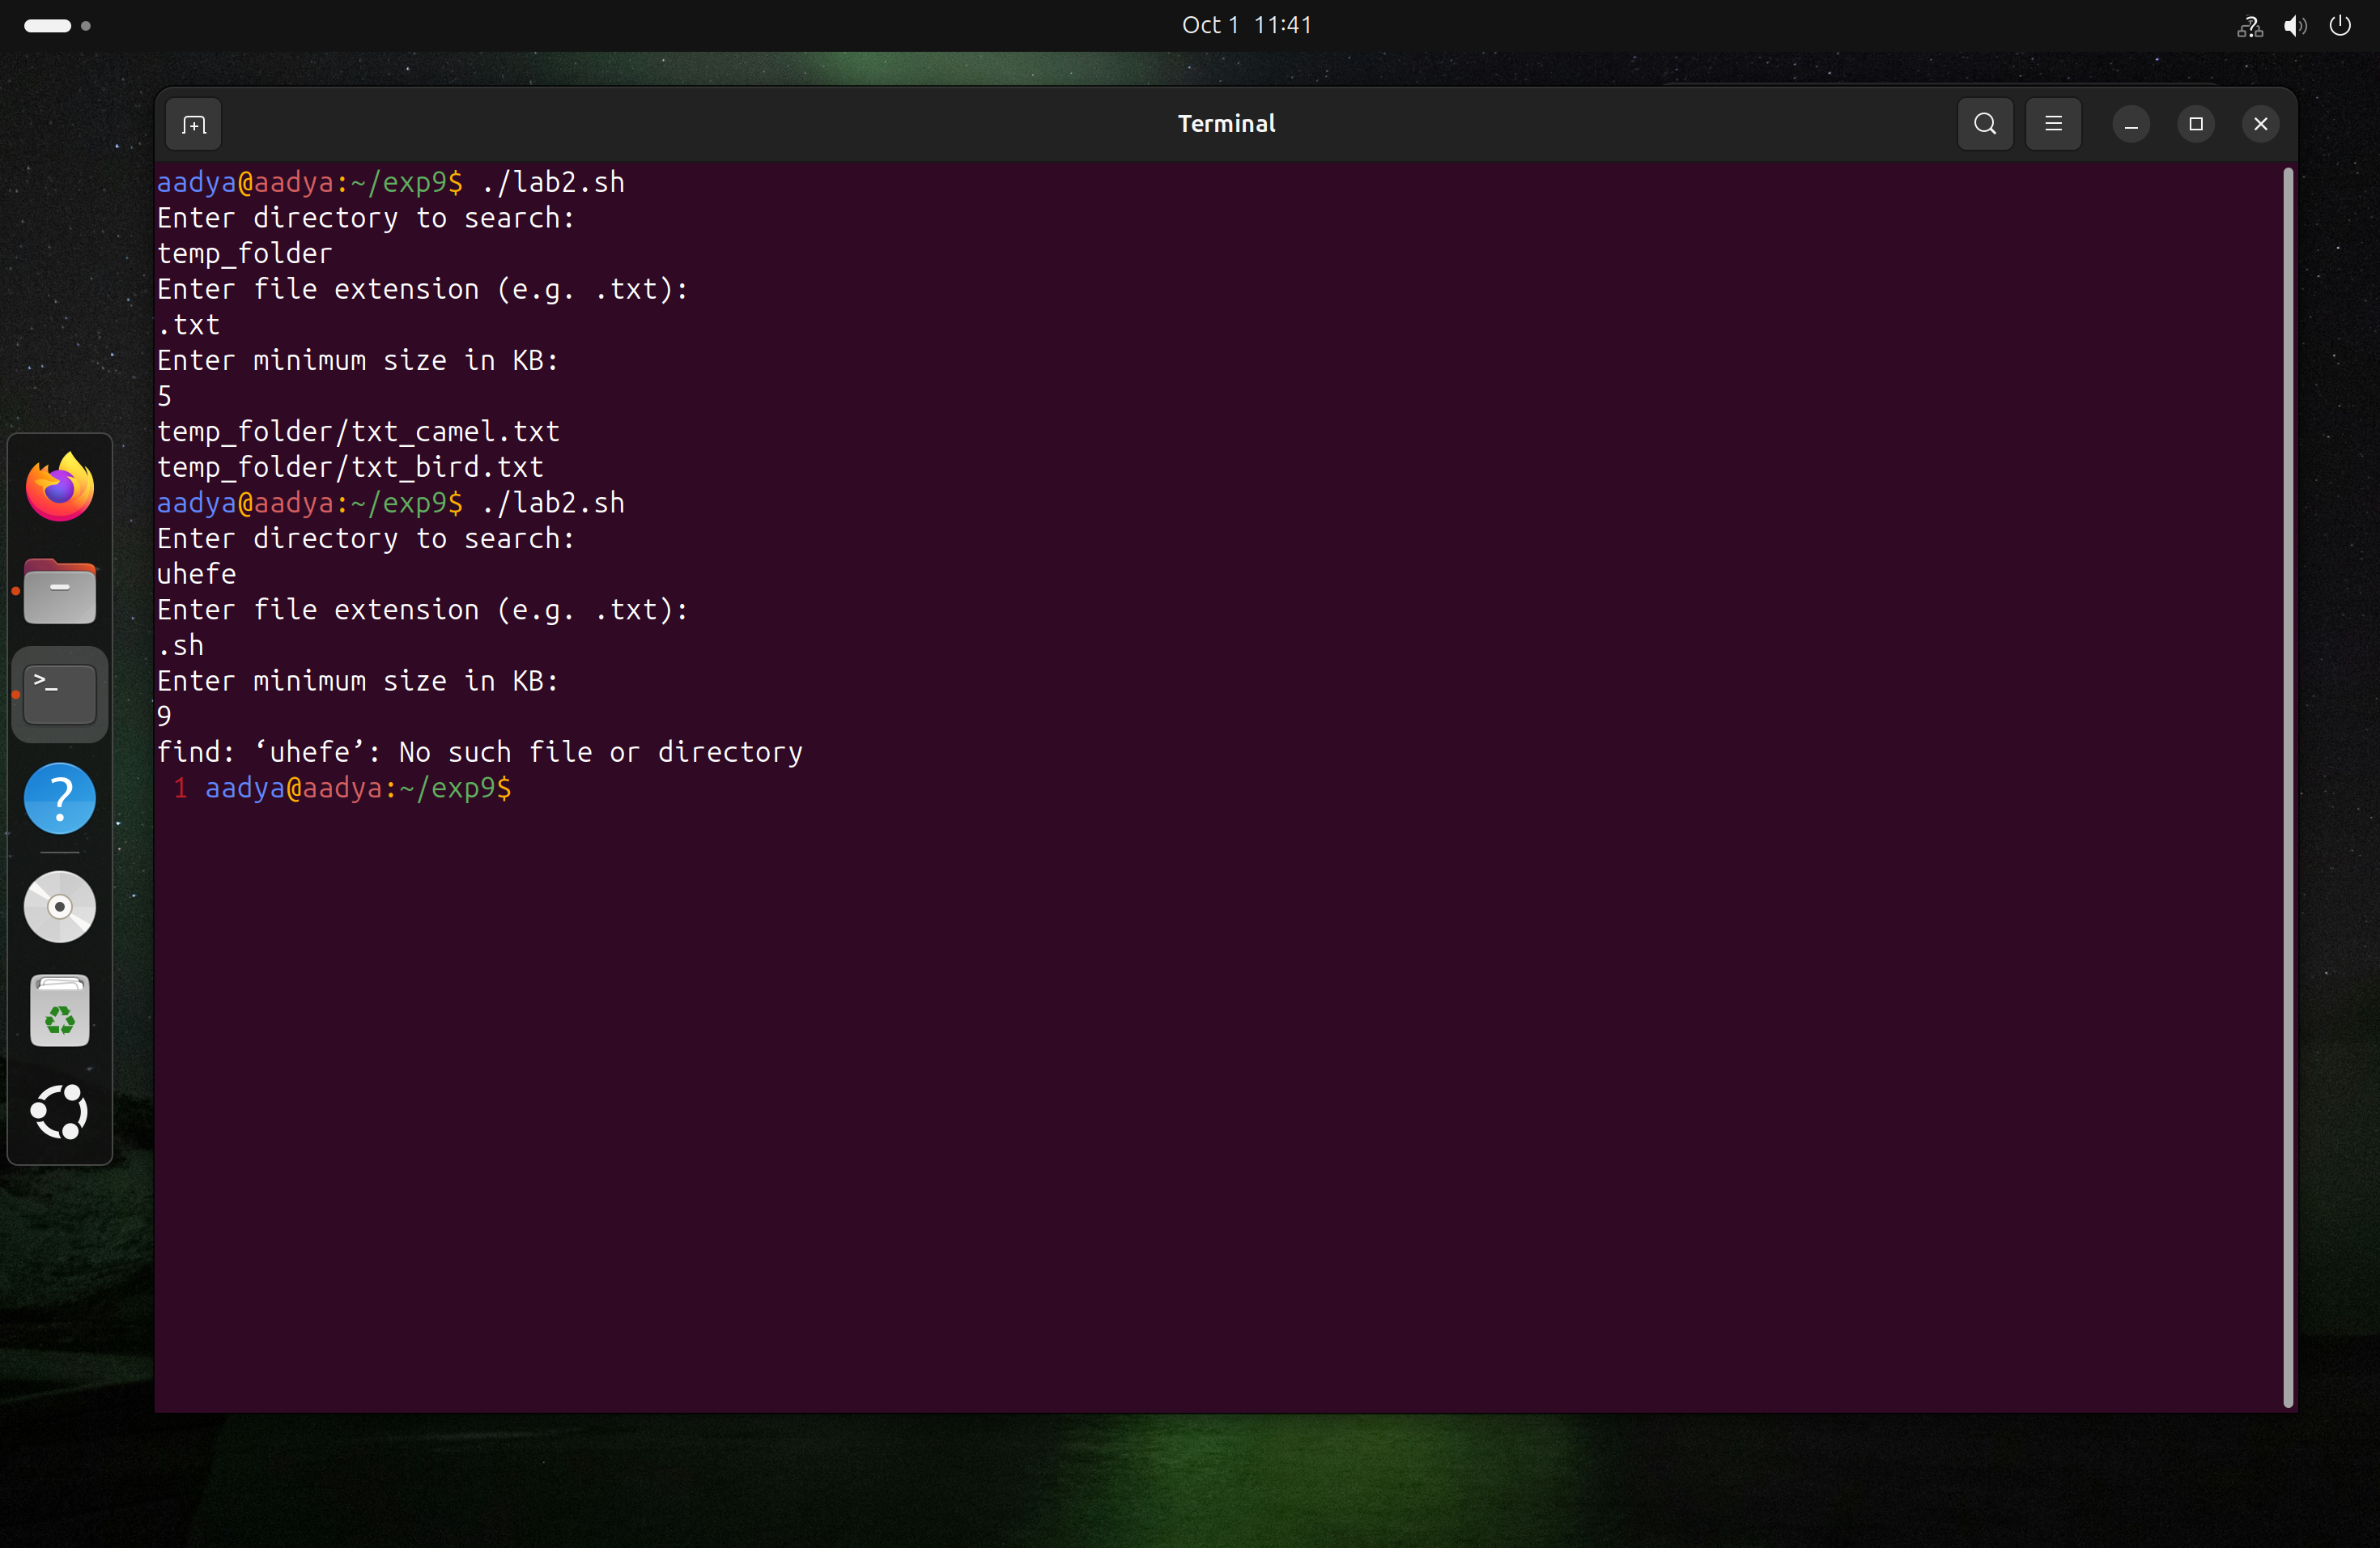 Oct 1 11:41
Terminal
aadya@aadya:~/exp9$ ./lab2.sh
Enter directory to search:
temp_folder
Enter file extension (e.g. .txt):
.txt
Enter minimum size in KB:
5
temp_folder/txt_camel.txt
temp_folder/txt_bird.txt
aadya@aadya:~/exp9$ ./lab2.sh
Enter directory to search:
uhefe
Enter file extension (e.g. .txt):
.sh
Enter minimum size in KB:
9
find: ‘uhefe’: No such file or directory
1 aadya@aadya:~/exp9$